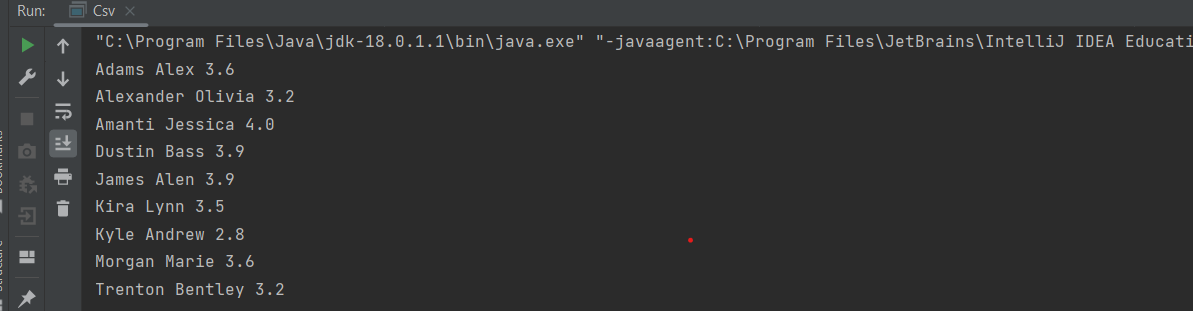 Run: Csv
"C:\Program Files\Java\jdk-18.0.1.1\bin\java.exe" "-javaagent:C:\Program Files\JetBrains\IntelliJ IDEA Educati
Adams Alex 3.6
Alexander Olivia 3.2
Amanti Jessica 4.0
Dustin Bass 3.9
James Alen 3.9
Kira Lynn 3.5
Kyle Andrew 2.8
Morgan Marie 3.6
Trenton Bentley 3.2